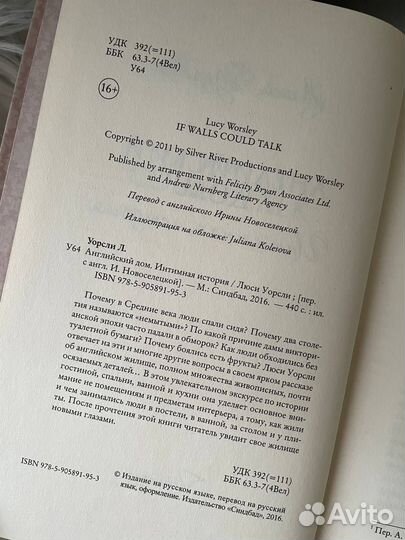 УДК 392(=111)
ББК 63.3-7(4Вел)
У64
16+
Lucy Worsley
IF WALLS COULD TALK
Copyright © 2011 by Silver River Productions and Lucy Worsley
Published by arrangement with Felicity Bryan Associates Ltd.
and Andrew Nurnberg Literary Agency
Перевод с английского Ирины Новоселецкой
Иллюстрация на обложке: Juliana Kolesova
Уорсли Л.
У64 Английский дом. Интимная история / Люси Уорсли ; [пер.
с англ. И. Новоселецкой]. — М.: Синдбад, 2016. — 440 с. : ил.
ISBN 978-5-905891-95-3
Почему в Средние века люди спали сидя? Почему два столе-
тия называются «немытыми»? По какой причине дамы виктори-
анской эпохи часто падали в обморок? Как люди обходились без
туалетной бумаги? Почему боялись есть фрукты? Люси Уорсли
отвечает на эти и многие другие вопросы в своем ярком рассказе
об английском жилище, полном множества живописных, почти
осязаемых деталей... В этом увлекательном экскурсе по истории
гостиной, спальни, ванной и кухни она уделяет основное вни-
мание не помещениям и предметам интерьера, а тому, как жили
и чем занимались люди в постели, в ванной, за столом и у пли-
ты. После прочтения этой книги читатель увидит свое жилище
новыми глазами.
УДК 392(=111)
ББК 63.3-7(4Вел)
ISBN 978-5-905891-95-3
© Издание на русском языке, перевод на русский
язык, оформление. Издательство «Синдбад», 2016.
¹ Пер. А.
Avito